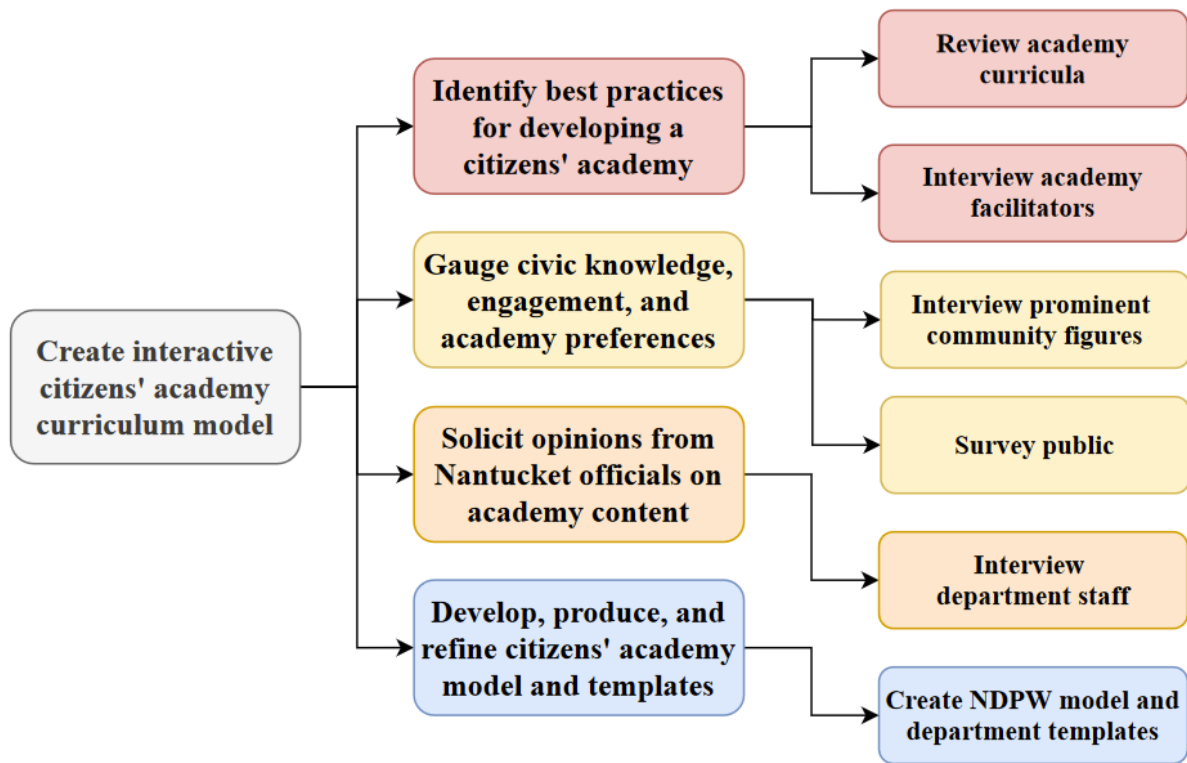 Create interactive
citizens' academy
curriculum model
Identify best practices
for developing a
citizens' academy
Review academy
curricula
Interview academy
facilitators
Gauge civic knowledge,
engagement, and
academy preferences
Interview prominent
community figures
Survey public
Solicit opinions from
Nantucket officials on
academy content
Interview
department staff
Develop, produce, and
refine citizens' academy
model and templates
Create NDPW model and
department templates